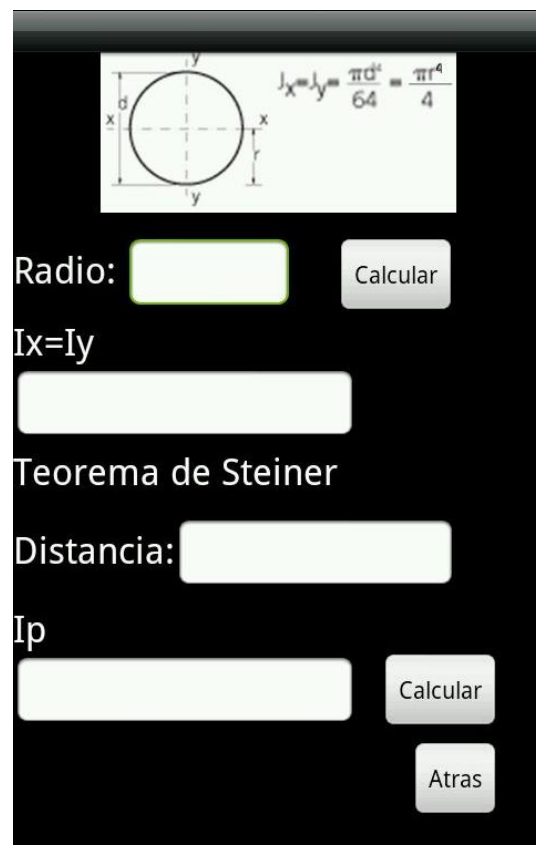 y
Jx=Jy= πd⁴/64 = πr⁴/4
d
x x
r
y
Radio: Calcular
Ix=Iy
Teorema de Steiner
Distancia:
Ip
Calcular
Atras